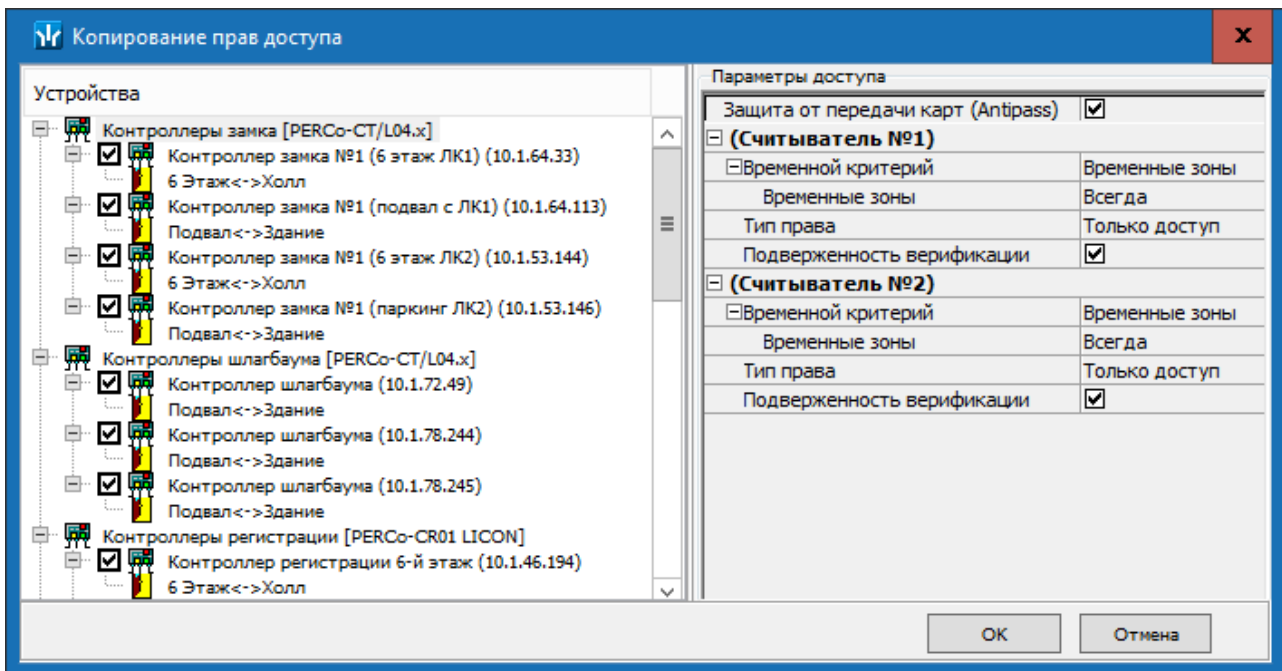 Копирование прав доступа
x
Устройства
Контроллеры замка [PERCo-CT/L04.x]
Контроллер замка №1 (6 этаж ЛК1) (10.1.64.33)
6 Этаж<->Холл
Контроллер замка №1 (подвал с ЛК1) (10.1.64.113)
Подвал<->Здание
Контроллер замка №1 (6 этаж ЛК2) (10.1.53.144)
6 Этаж<->Холл
Контроллер замка №1 (паркинг ЛК2) (10.1.53.146)
Подвал<->Здание
Контроллеры шлагбаума [PERCo-CT/L04.x]
Контроллер шлагбаума (10.1.72.49)
Подвал<->Здание
Контроллер шлагбаума (10.1.78.244)
Подвал<->Здание
Контроллер шлагбаума (10.1.78.245)
Подвал<->Здание
Контроллеры регистрации [PERCo-CR01 LICON]
Контроллер регистрации 6-й этаж (10.1.46.194)
6 Этаж<->Холл
Параметры доступа
Защита от передачи карт (Antipass)
(Считыватель №1)
Временной критерий Временные зоны
Временные зоны Всегда
Тип права Только доступ
Подверженность верификации
(Считыватель №2)
Временной критерий Временные зоны
Временные зоны Всегда
Тип права Только доступ
Подверженность верификации
ОК Отмена